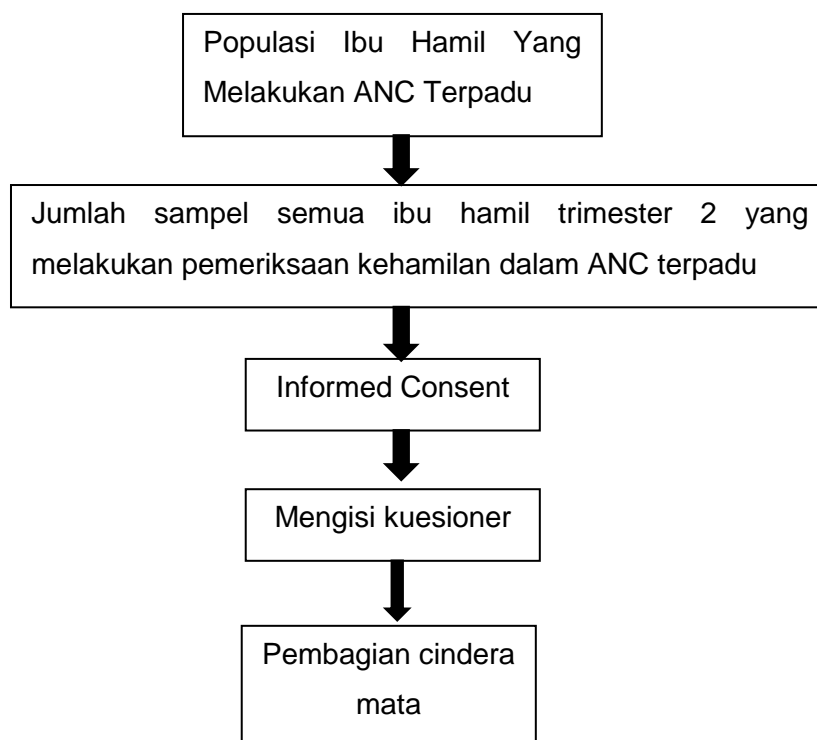 Populasi Ibu Hamil Yang
Melakukan ANC Terpadu
Jumlah sampel semua ibu hamil trimester 2 yang
melakukan pemeriksaan kehamilan dalam ANC terpadu
Informed Consent
Mengisi kuesioner
Pembagian cindera
mata